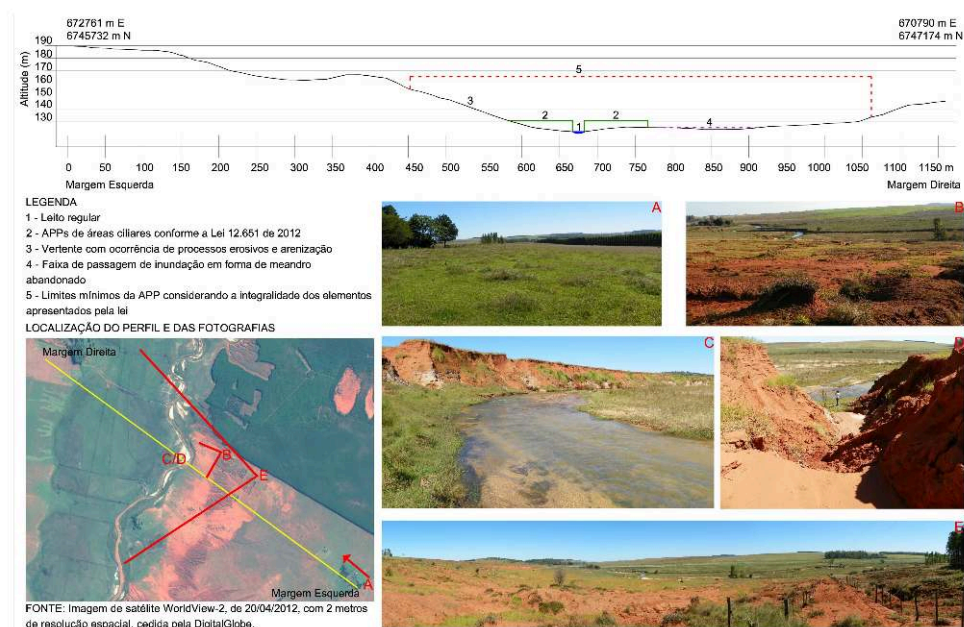 672761 m E
6745732 m N
670790 m E
6747174 m N
Altitude (m)
190
180
170
160
150
140
130
5
3
2
1
2
4
0 50 100 150 200 250 300 350 400 450 500 550 600 650 700 750 800 850 900 950 1000 1050 1100 1150 m
Margem Esquerda
Margem Direita
LEGENDA
1 - Leito regular
2 - APPs de áreas ciliares conforme a Lei 12.651 de 2012
3 - Vertente com ocorrência de processos erosivos e arenização
4 - Faixa de passagem de inundação em forma de meandro
abandonado
5 - Limites mínimos da APP considerando a integralidade dos elementos
apresentados pela lei
LOCALIZAÇÃO DO PERFIL E DAS FOTOGRAFIAS
Margem Direita
C/D
B
E
A
Margem Esquerda
FONTE: Imagem de satélite WorldView-2, de 20/04/2012, com 2 metros
de resolução espacial, cedida pela DigitalGlobe.
A
B
C
D
E